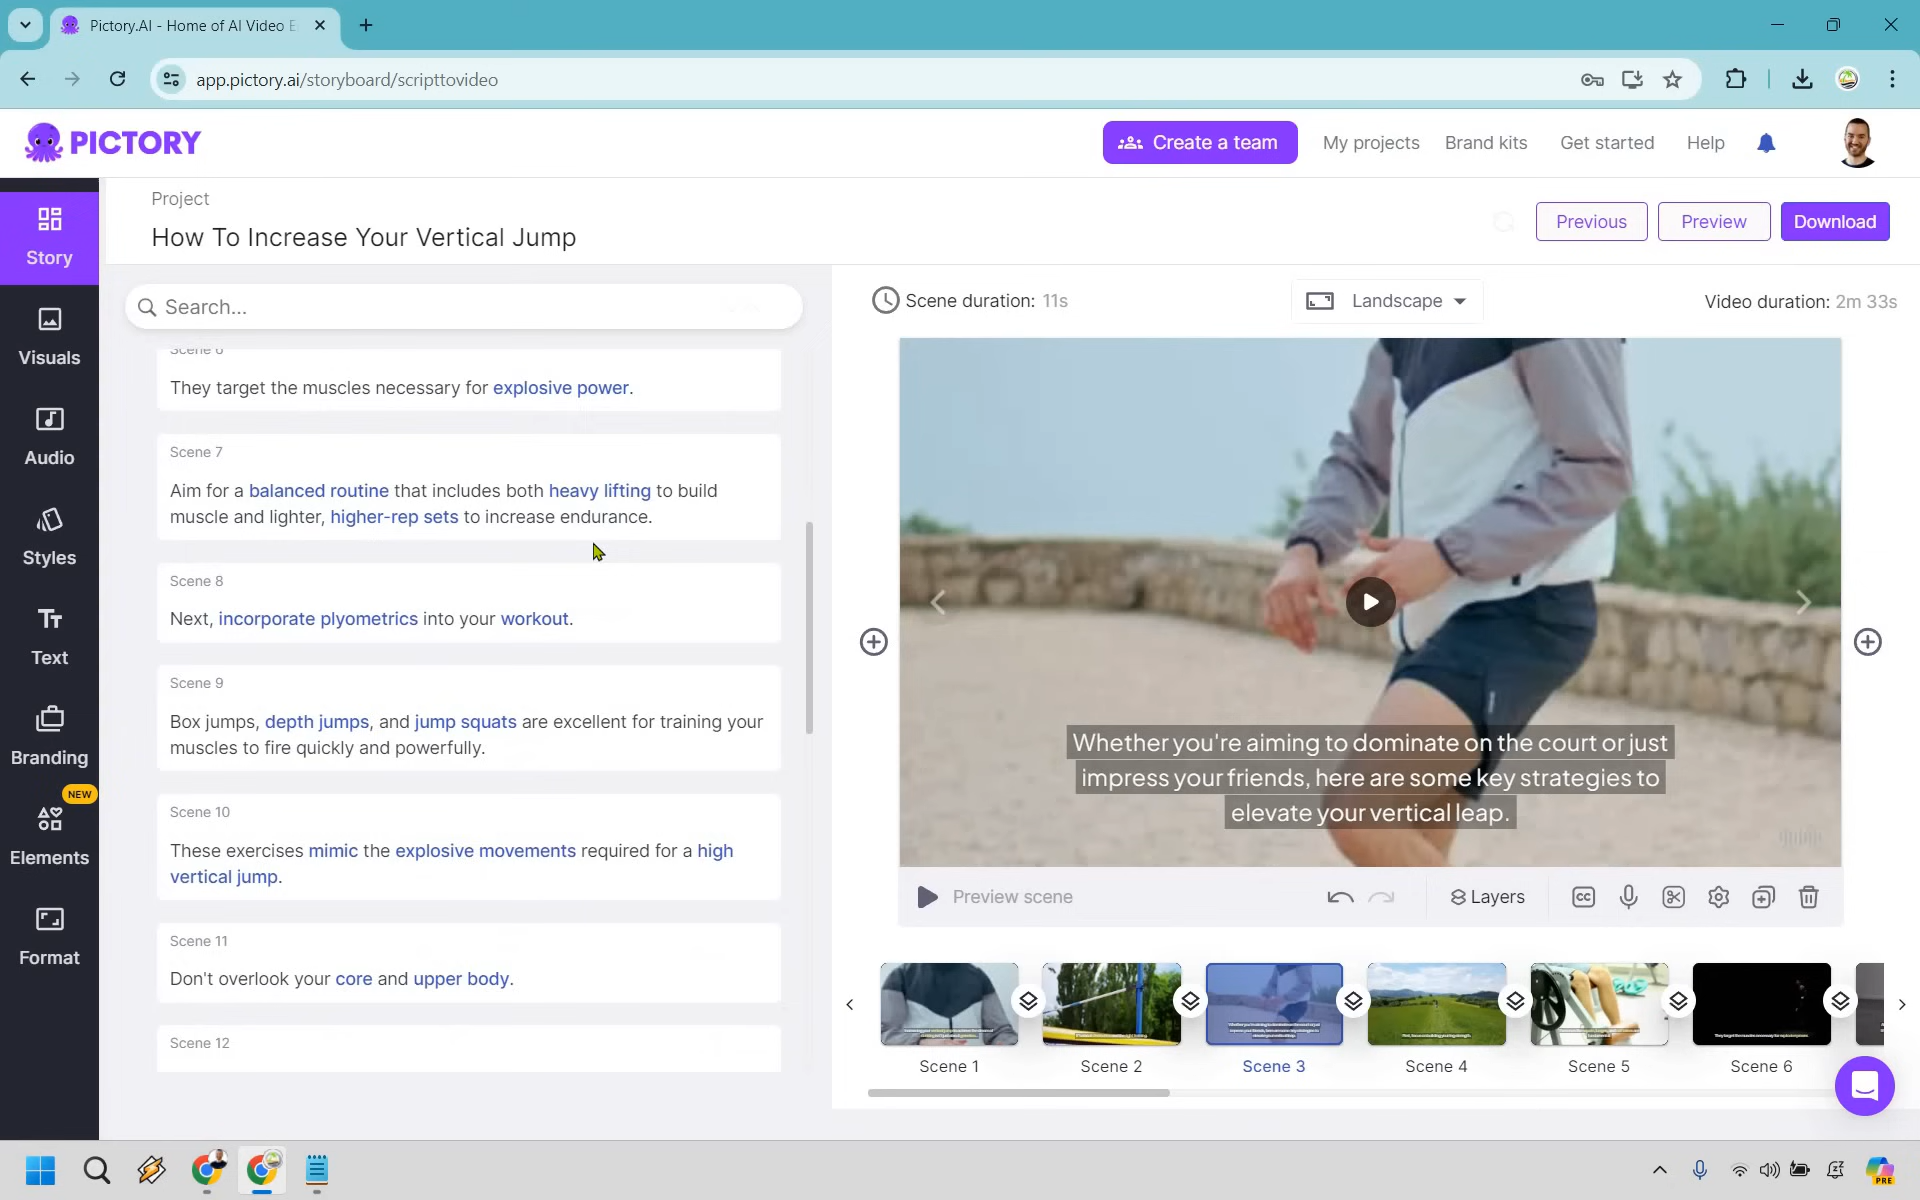 Pictory.AI - Home of AI Video E
app.pictory.ai/storyboard/scripttovideo
PICTORY
Create a team
My projects
Brand kits
Get started
Help
Story
Visuals
Audio
Styles
Text
Branding
NEW
Elements
Format
Project
How To Increase Your Vertical Jump
Previous
Preview
Download
Search...
Scene 6
They target the muscles necessary for explosive power.
Scene 7
Aim for a balanced routine that includes both heavy lifting to build
muscle and lighter, higher-rep sets to increase endurance.
Scene 8
Next, incorporate plyometrics into your workout.
Scene 9
Box jumps, depth jumps, and jump squats are excellent for training your
muscles to fire quickly and powerfully.
Scene 10
These exercises mimic the explosive movements required for a high
vertical jump.
Scene 11
Don't overlook your core and upper body.
Scene 12
Scene duration: 11s
Landscape
Video duration: 2m 33s
Whether you're aiming to dominate on the court or just
impress your friends, here are some key strategies to
elevate your vertical leap.
Preview scene
Layers
CC
Scene 1
Scene 2
Scene 3
Scene 4
Scene 5
Scene 6
PRE